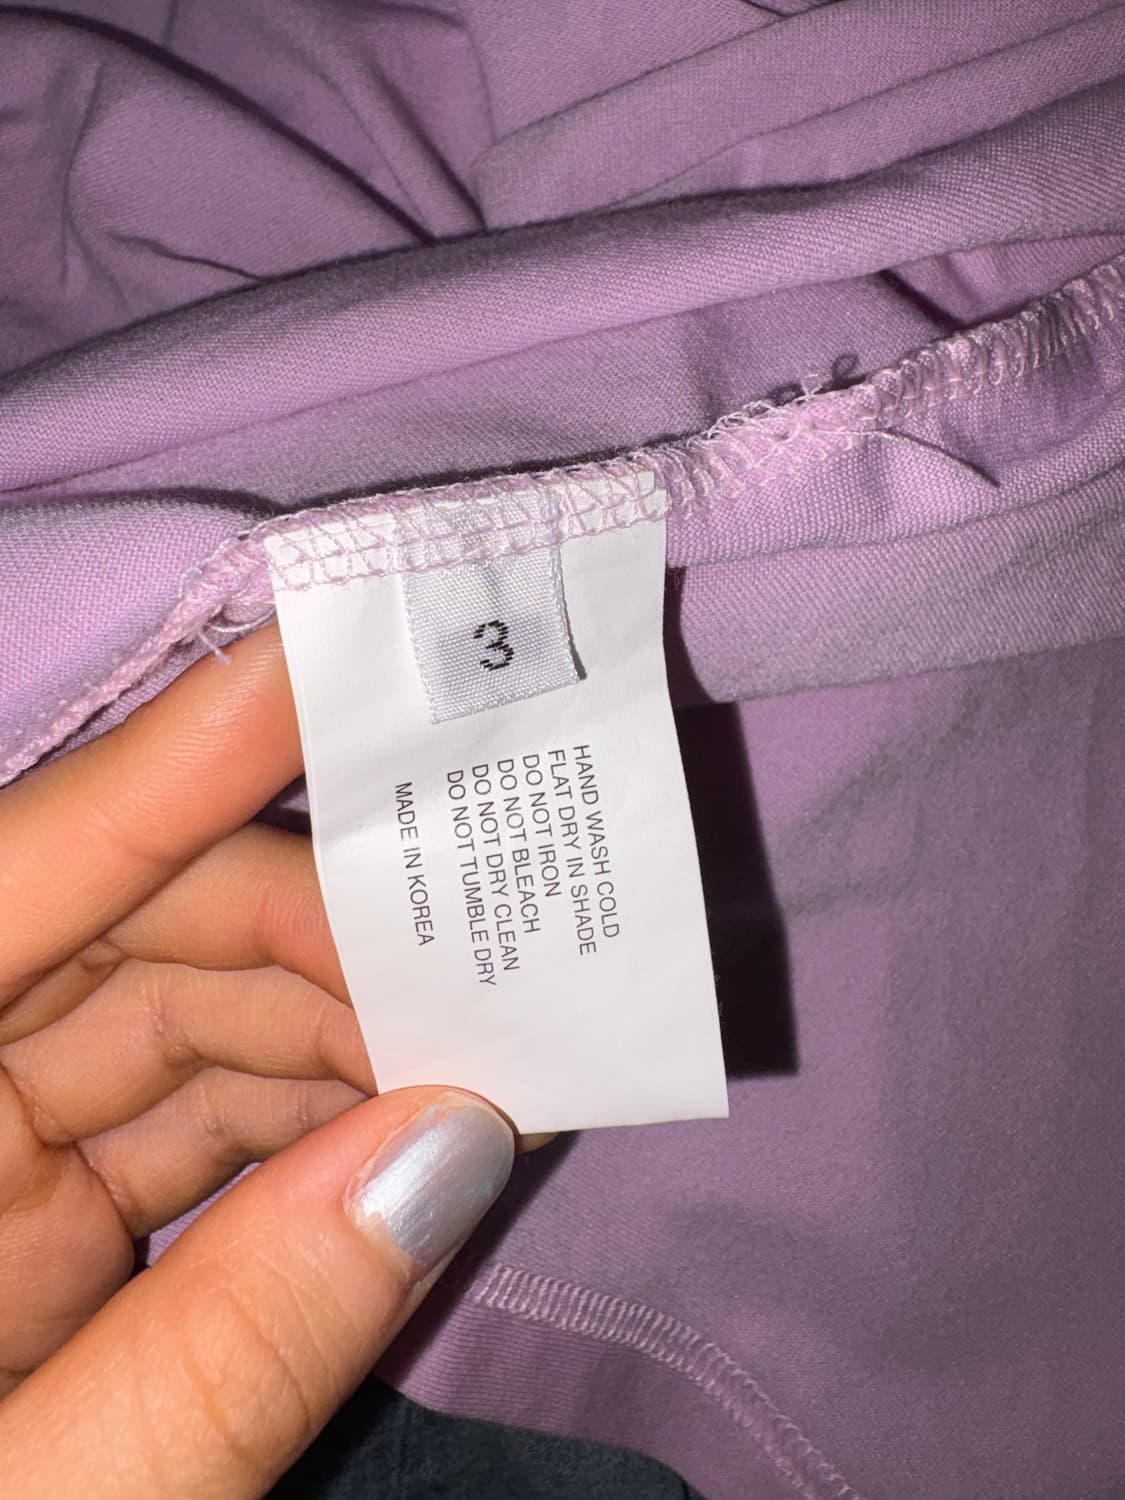 3
HAND WASH COLD
FLAT DRY IN SHADE
DO NOT IRON
DO NOT BLEACH
DO NOT DRY CLEAN
DO NOT TUMBLE DRY
MADE IN KOREA